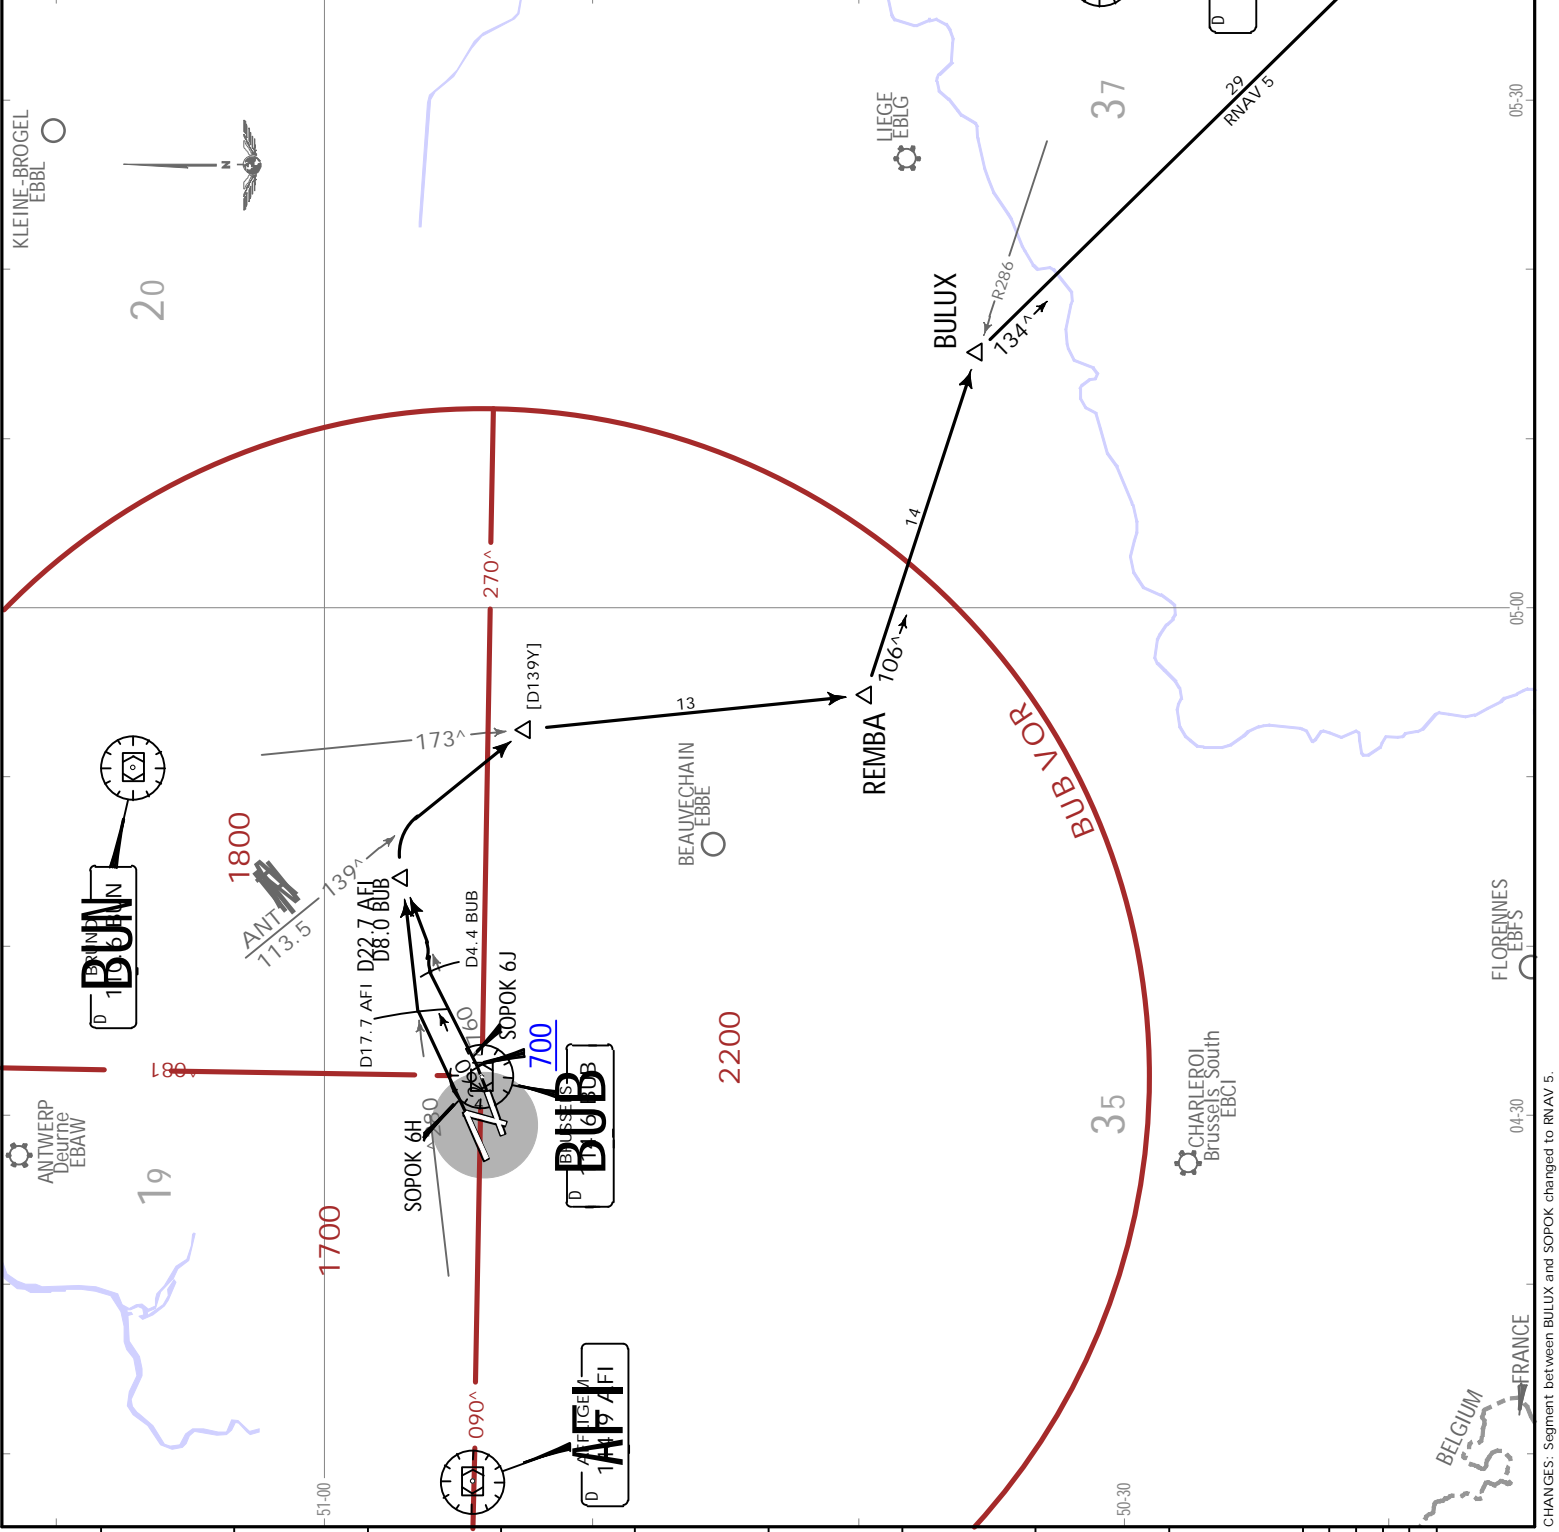 KLEINE-BROGEL
EBBL
N
D
20
37
29
RNAV 5
05-30
LIEGE
EBLG
R286
BULUX
134^
14
270^
05-00
106^
[D139Y]
13
173^
REMBA
BUB VOR
BEAUVECHAIN
EBBE
1800
139^
113.5
BUN
D
D22.7 AFI
D8.0 BUB
D4.4 BUB
D17.7 AFI
SOPOK 6J
700
SOPOK 6H
BUB
D
2200
FLORENNES
EBFS
ANTWERP
Deurne
EBAW
19
1700
35
CHARLEROI
Brussels South
EBCI
04-30
090^
AFI
D
51-00
50-30
BELGIUM
FRANCE
CHANGES: Segment between BULUX and SOPOK changed to RNAV 5.